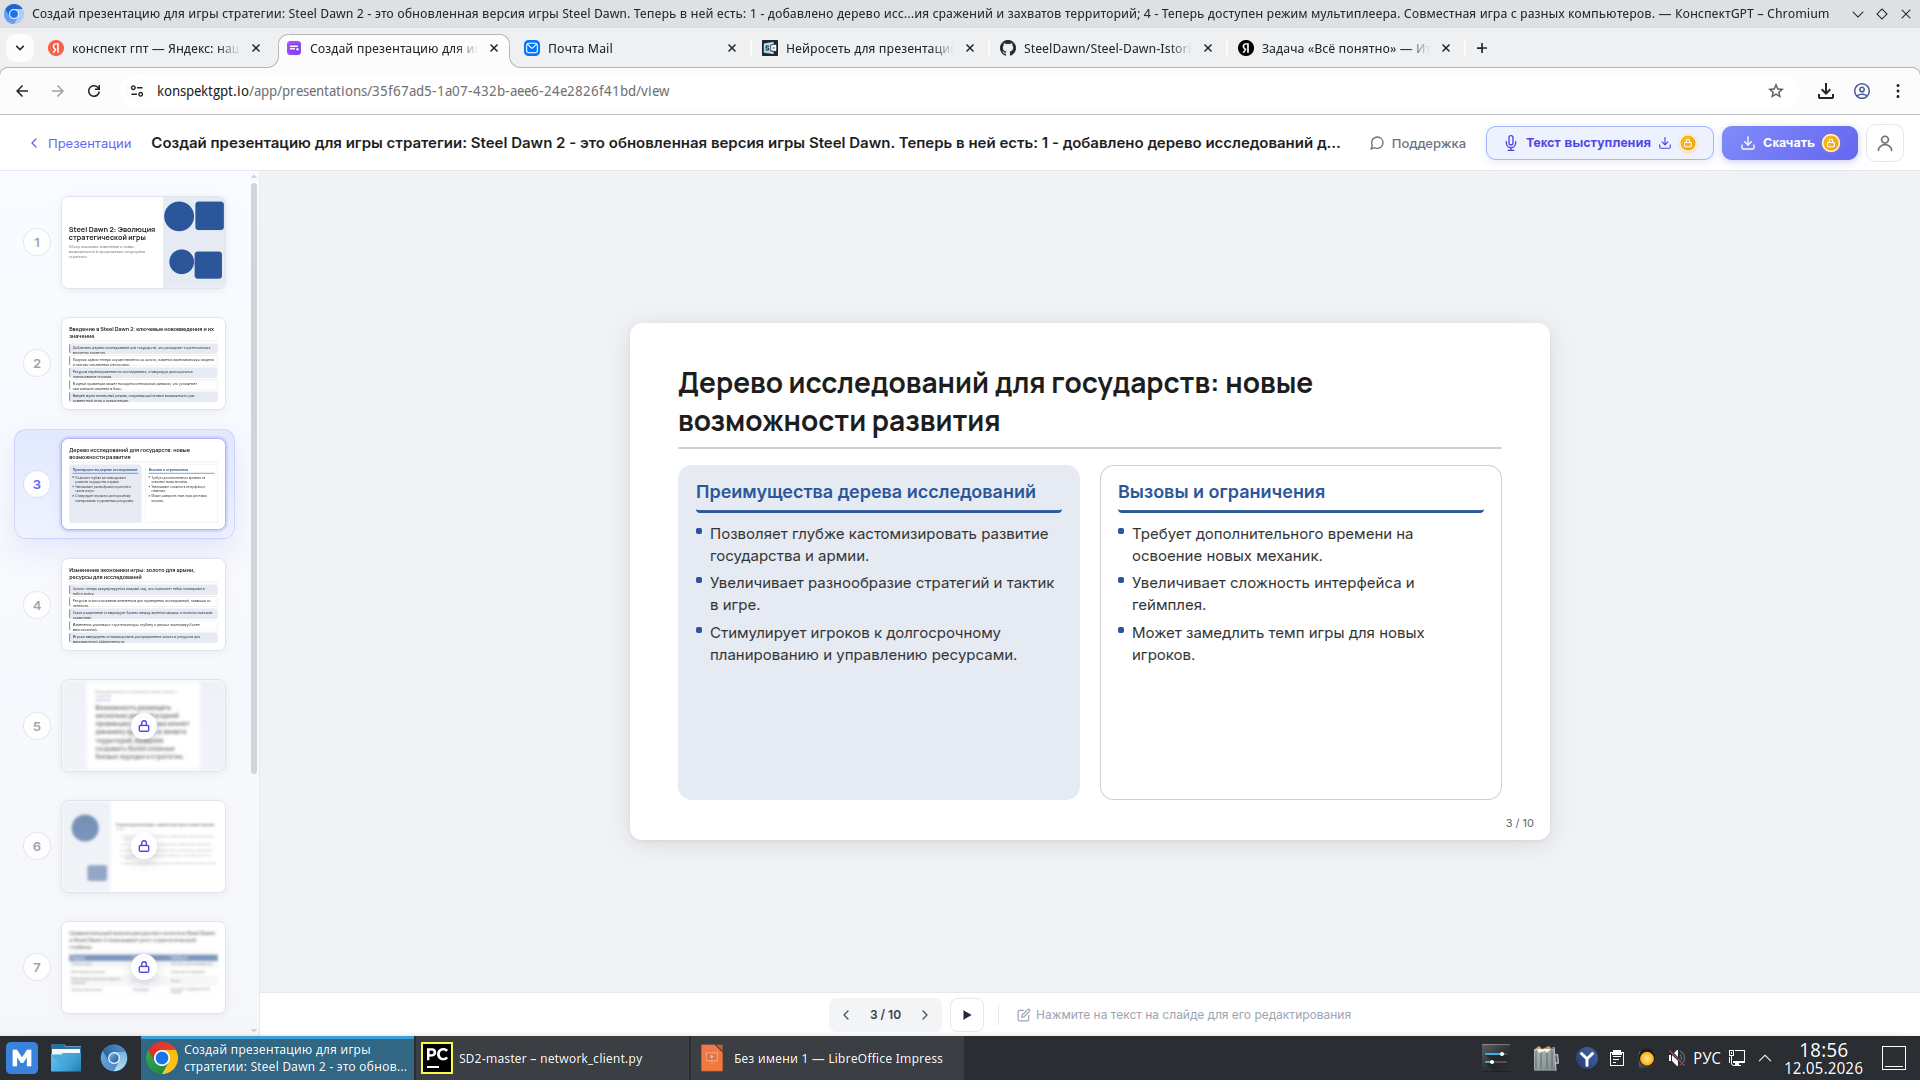 Создай презентацию для игры стратегии: Steel Dawn 2 - это обновленная версия игры Steel Dawn. Теперь в ней есть: 1 - добавлено дерево исс...ия сражений и захватов территорий; 4 - Теперь доступен режим мультиплеера. Совместная игра с разных компьютеров. — КонспектGPT – Chromium
конспект гпт — Яндекс: наш
Создай презентацию для и
Почта Mail
Нейросеть для презентаци
SteelDawn/Steel-Dawn-Istor
Задача «Всё понятно» — И
konspektgpt.io/app/presentations/35f67ad5-1a07-432b-aee6-24e2826f41bd/view
Презентации
Создай презентацию для игры стратегии: Steel Dawn 2 - это обновленная версия игры Steel Dawn. Теперь в ней есть: 1 - добавлено дерево исследований д...
Поддержка
Текст выступления
Скачать
1
Steel Dawn 2: Эволюция
стратегической игры
2
Введение в Steel Dawn 2: ключевые нововведения и их
значение
3
Дерево исследований для государств: новые
возможности развития
Преимущества дерева исследований
Вызовы и ограничения
4
Изменение экономики игры: золото для армии,
ресурсы для исследований
5
6
7
Дерево исследований для государств: новые
возможности развития
Преимущества дерева исследований
Позволяет глубже кастомизировать развитие
государства и армии.
Увеличивает разнообразие стратегий и тактик
в игре.
Стимулирует игроков к долгосрочному
планированию и управлению ресурсами.
Вызовы и ограничения
Требует дополнительного времени на
освоение новых механик.
Увеличивает сложность интерфейса и
геймплея.
Может замедлить темп игры для новых
игроков.
3 / 10
3 / 10
Нажмите на текст на слайде для его редактирования
Создай презентацию для игры
стратегии: Steel Dawn 2 - это обнов...
PC
SD2-master – network_client.py
Без имени 1 — LibreOffice Impress
РУС
18:56
12.05.2026